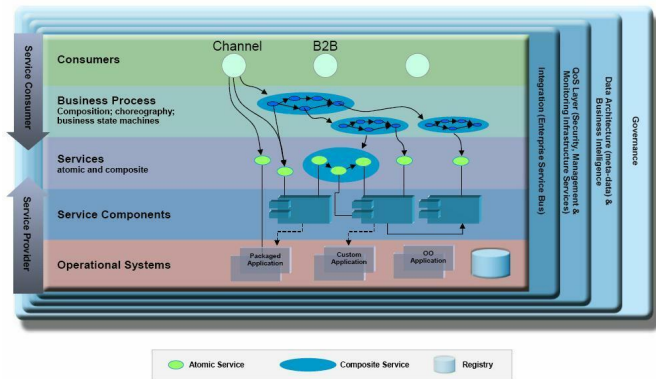 Channel
B2B
Consumers
Business Process
Composition; choreography;
business state machines
Services
atomic and composite
Service Components
Operational Systems
Packaged
Application
Custom
Application
OO
Application
Service Consumer
Service Provider
Integration (Enterprise Service Bus)
QoS Layer (Security, Management &
Monitoring Infrastructure Services)
Data Architecture (meta-data) &
Business Intelligence
Governance
Atomic Service
Composite Service
Registry